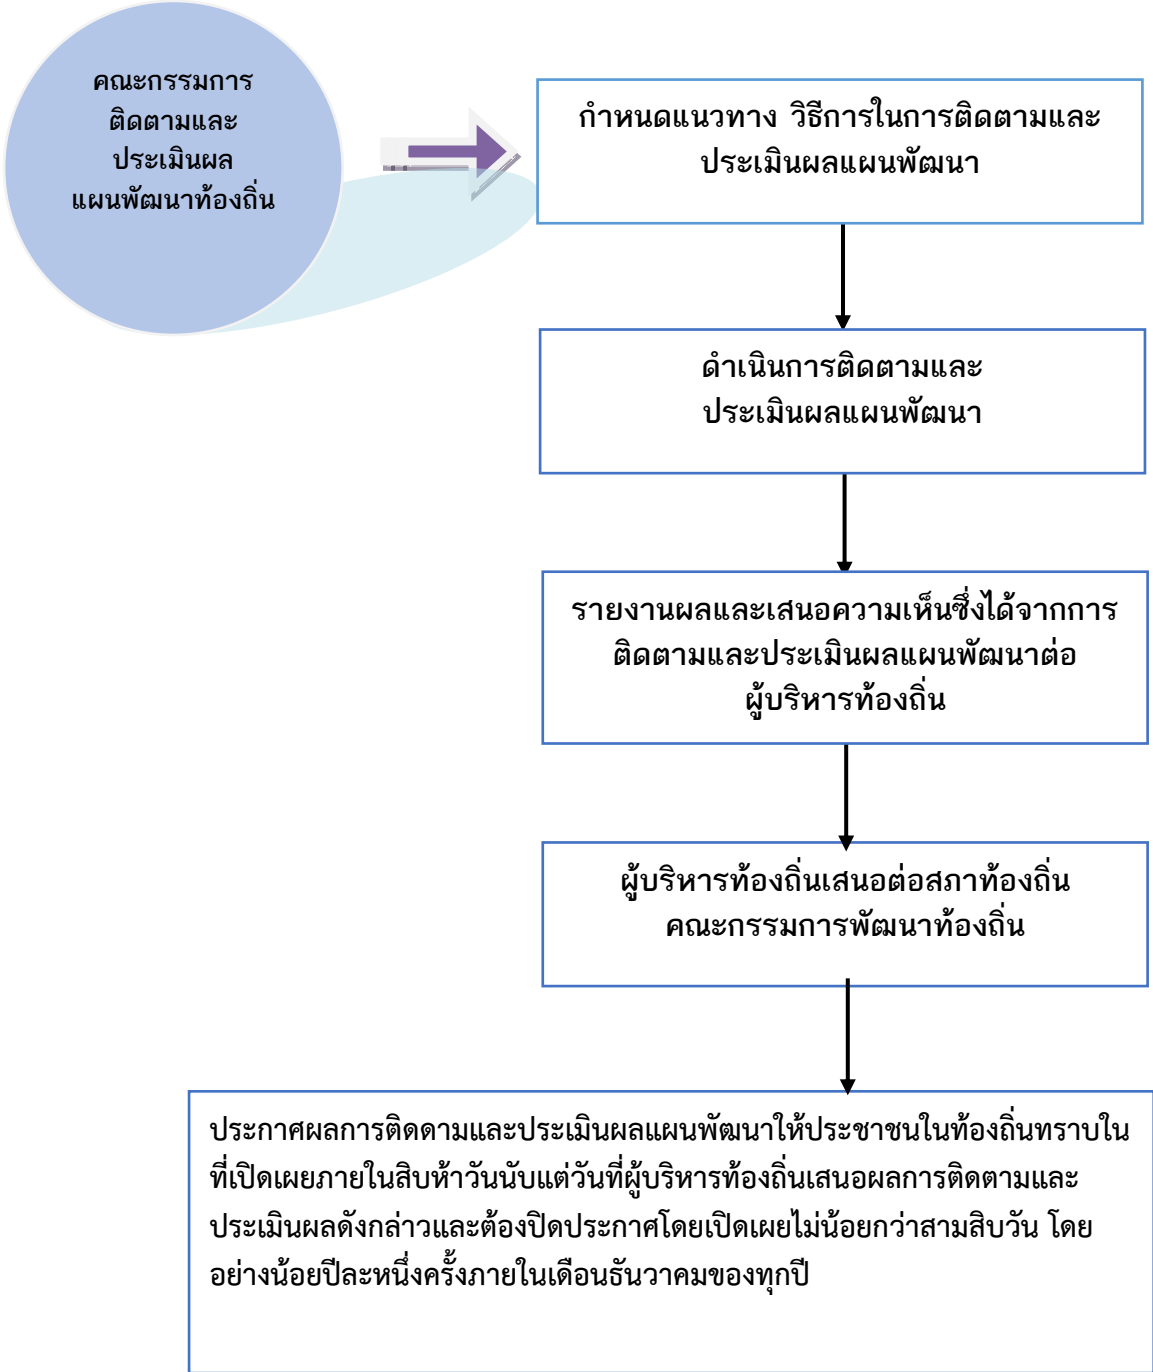 คณะกรรมการ
ติดตามและ
ประเมินผล
แผนพัฒนาท้องถิ่น
กำหนดแนวทาง วิธีการในการติดตามและ
ประเมินผลแผนพัฒนา
ดำเนินการติดตามและ
ประเมินผลแผนพัฒนา
รายงานผลและเสนอความเห็นซึ่งได้จากการ
ติดตามและประเมินผลแผนพัฒนาต่อ
ผู้บริหารท้องถิ่น
ผู้บริหารท้องถิ่นเสนอต่อสภาท้องถิ่น
คณะกรรมการพัฒนาท้องถิ่น
ประกาศผลการติดดามและประเมินผลแผนพัฒนาให้ประชาชนในท้องถิ่นทราบใน
ที่เปิดเผยภายในสิบห้าวันนับแต่วันที่ผู้บริหารท้องถิ่นเสนอผลการติดตามและ
ประเมินผลดังกล่าวและต้องปิดประกาศโดยเปิดเผยไม่น้อยกว่าสามสิบวัน โดย
อย่างน้อยปีละหนึ่งครั้งภายในเดือนธันวาคมของทุกปี